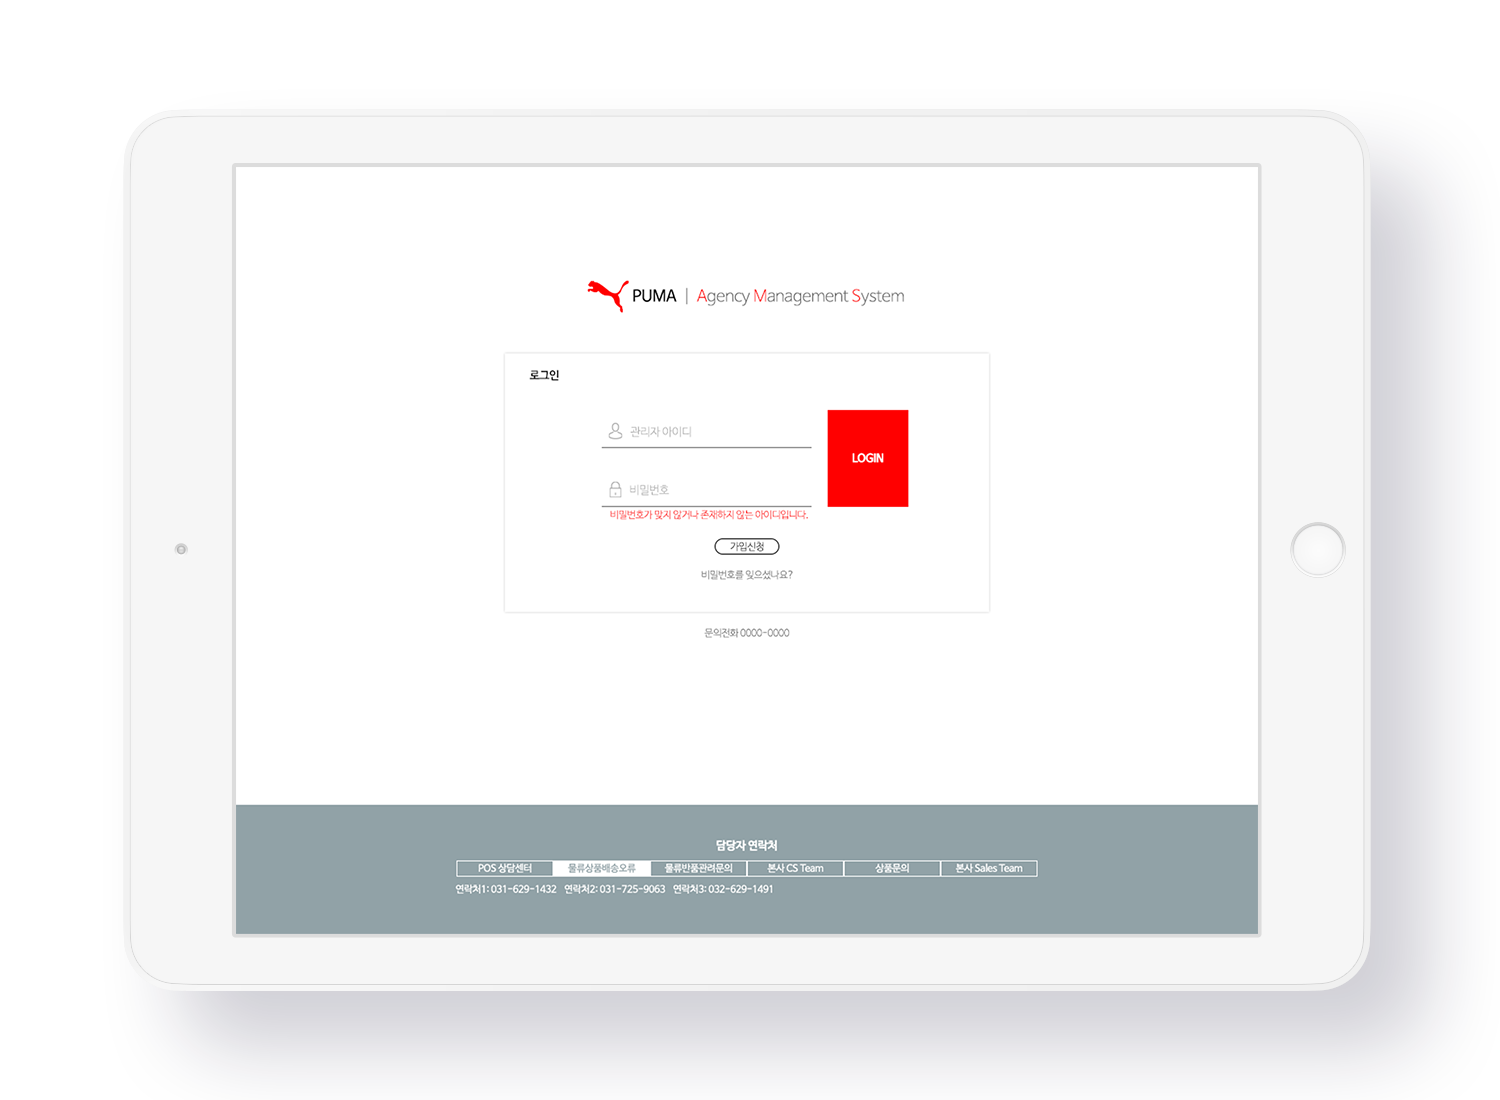 PUMA | Agency Management System
로그인
관리자 아이디
LOGIN
비밀번호
비밀번호가 맞지 않거나 존재하지 않는 아이디입니다.
가입신청
비밀번호를 잊으셨나요?
문의전화 0000-0000
담당자 연락처
POS 상담센터 물류상품배송오류 물류반품관려문의 본사 CS Team 상품문의 본사 Sales Team
연락처1: 031-629-1432 연락처2: 031-725-9063 연락처3: 032-629-1491